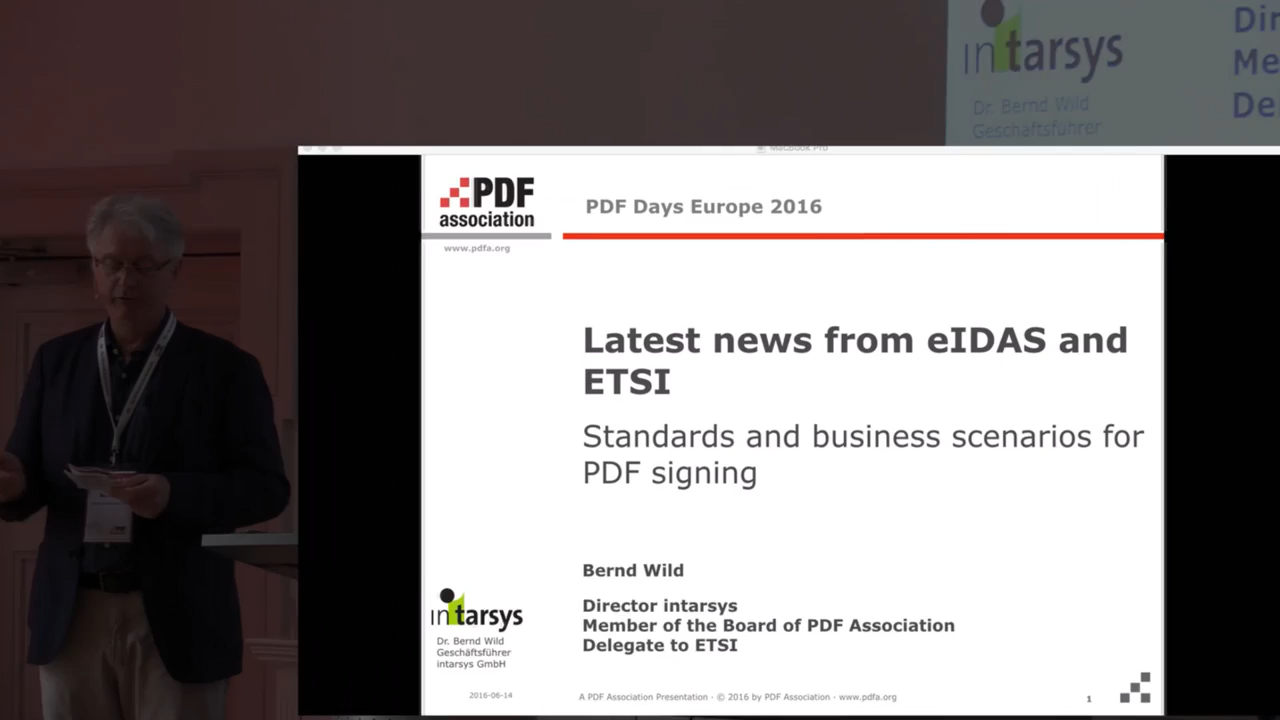 intarsys
Dr. Bernd Wild
Geschäftsführer
Dir
Me
De
MacBook Pro
PDF
association
www.pdfa.org
PDF Days Europe 2016
Latest news from eIDAS and
ETSI
Standards and business scenarios for
PDF signing
Bernd Wild
Director intarsys
Member of the Board of PDF Association
Delegate to ETSI
intarsys
Dr. Bernd Wild
Geschäftsführer
intarsys GmbH
2016-06-14
A PDF Association Presentation · © 2016 by PDF Association · www.pdfa.org
1